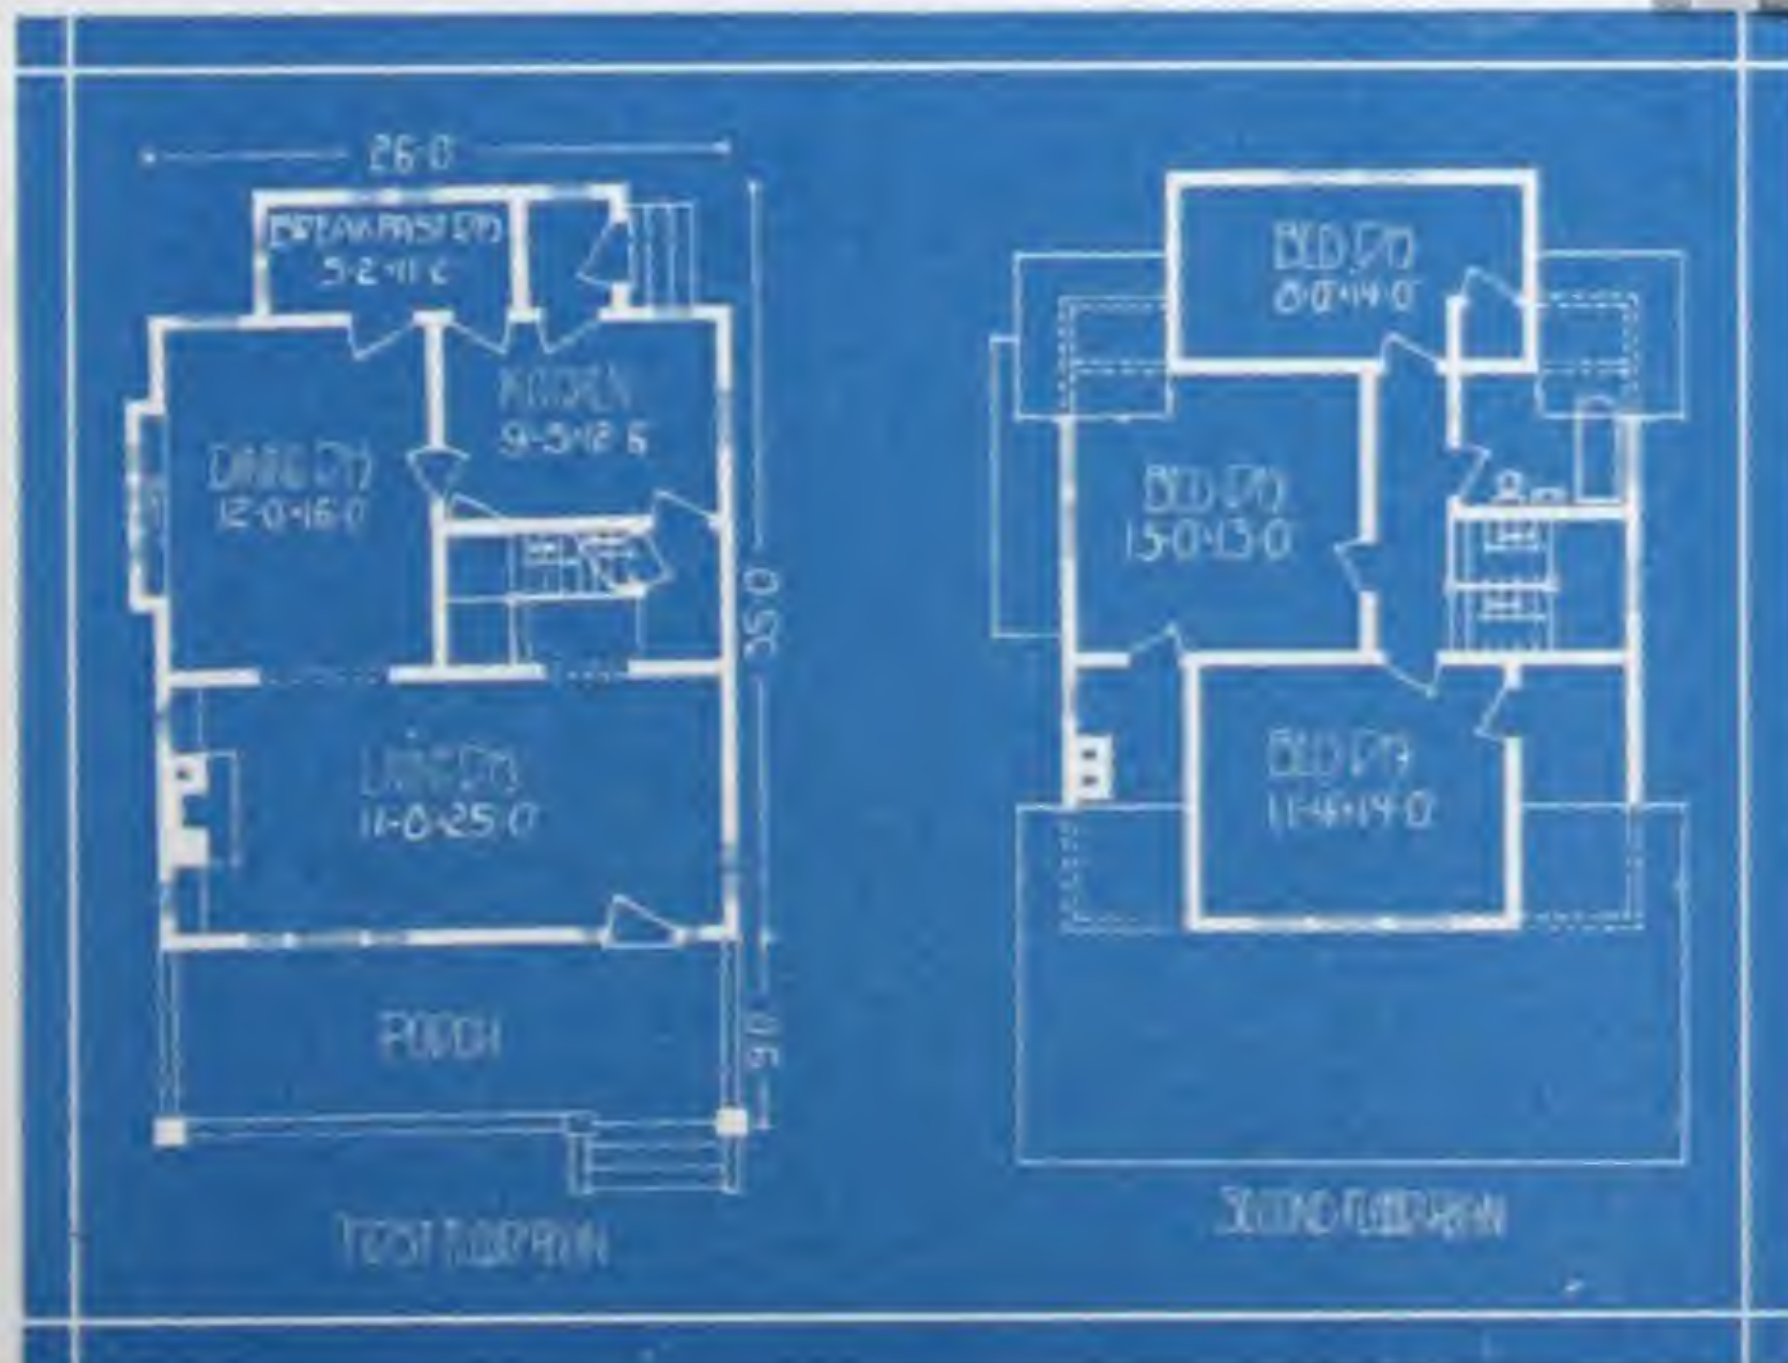 26-0
BREAKFAST RM
5-2×11-2
KITCHEN
9-5×12-6
DINING RM
12-0×16-0
35-0
LIVING RM
11-0×25-0
PORCH
9-0
FIRST FLOOR PLAN
BED RM
8-0×14-0
BED RM
13-0
BED RM
11-6×14-0
SECOND FLOOR PLAN